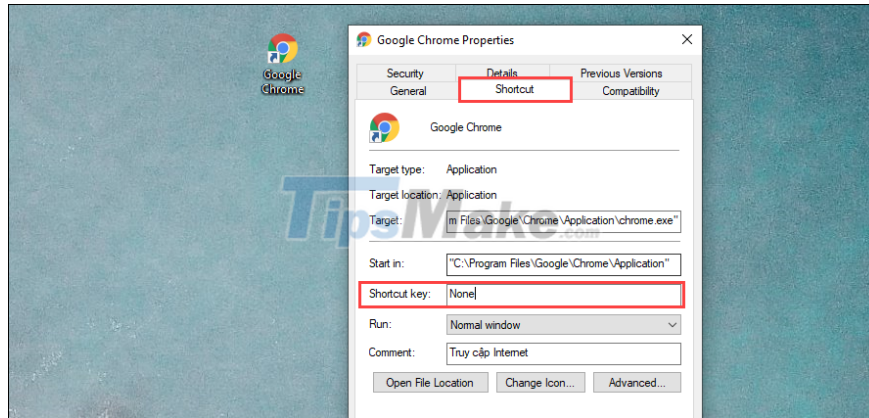 Google
Chrome
Google Chrome Properties
Security Details Previous Versions
General Shortcut Compatibility
Google Chrome
Target type: Application
Target location: Application
Target: m Files\Google\Chrome\Application\chrome.exe"
TipsMake.com
Start in: "C:\Program Files\Google\Chrome\Application"
Shortcut key: None
Run: Normal window
Comment: Truy cập Internet
Open File Location Change Icon... Advanced...